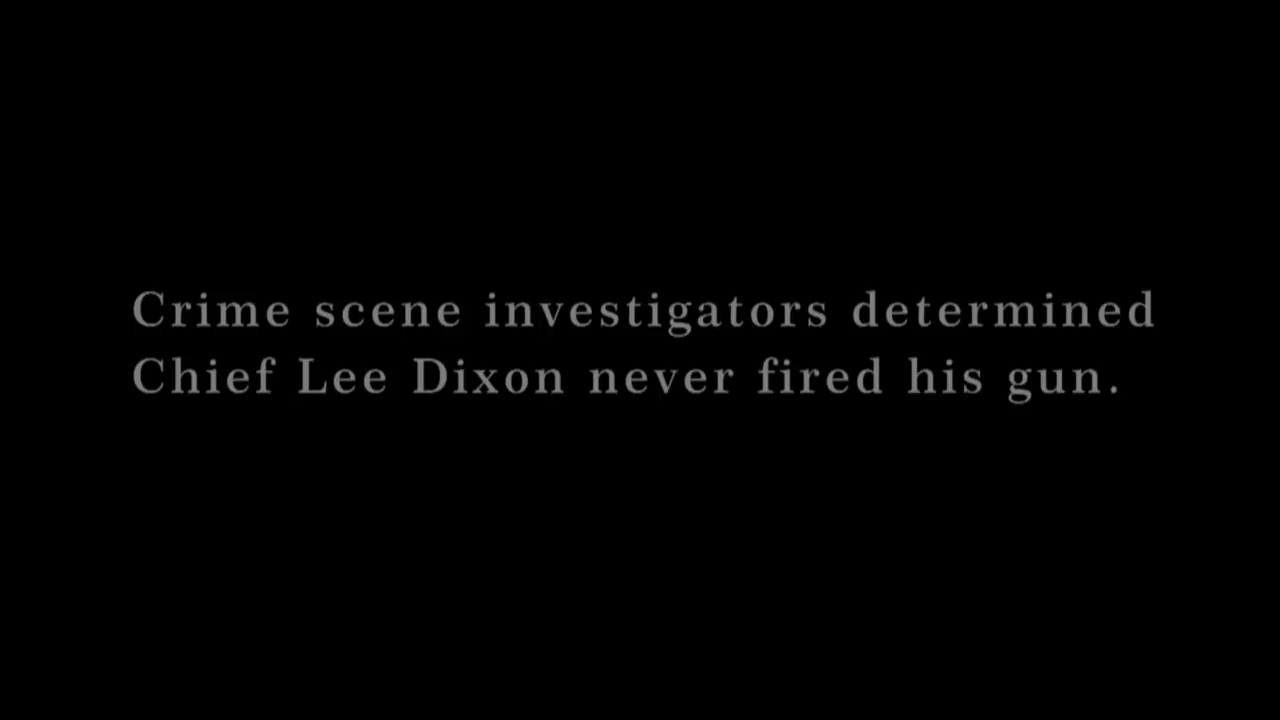 Crime scene investigators determined
Chief Lee Dixon never fired his gun.